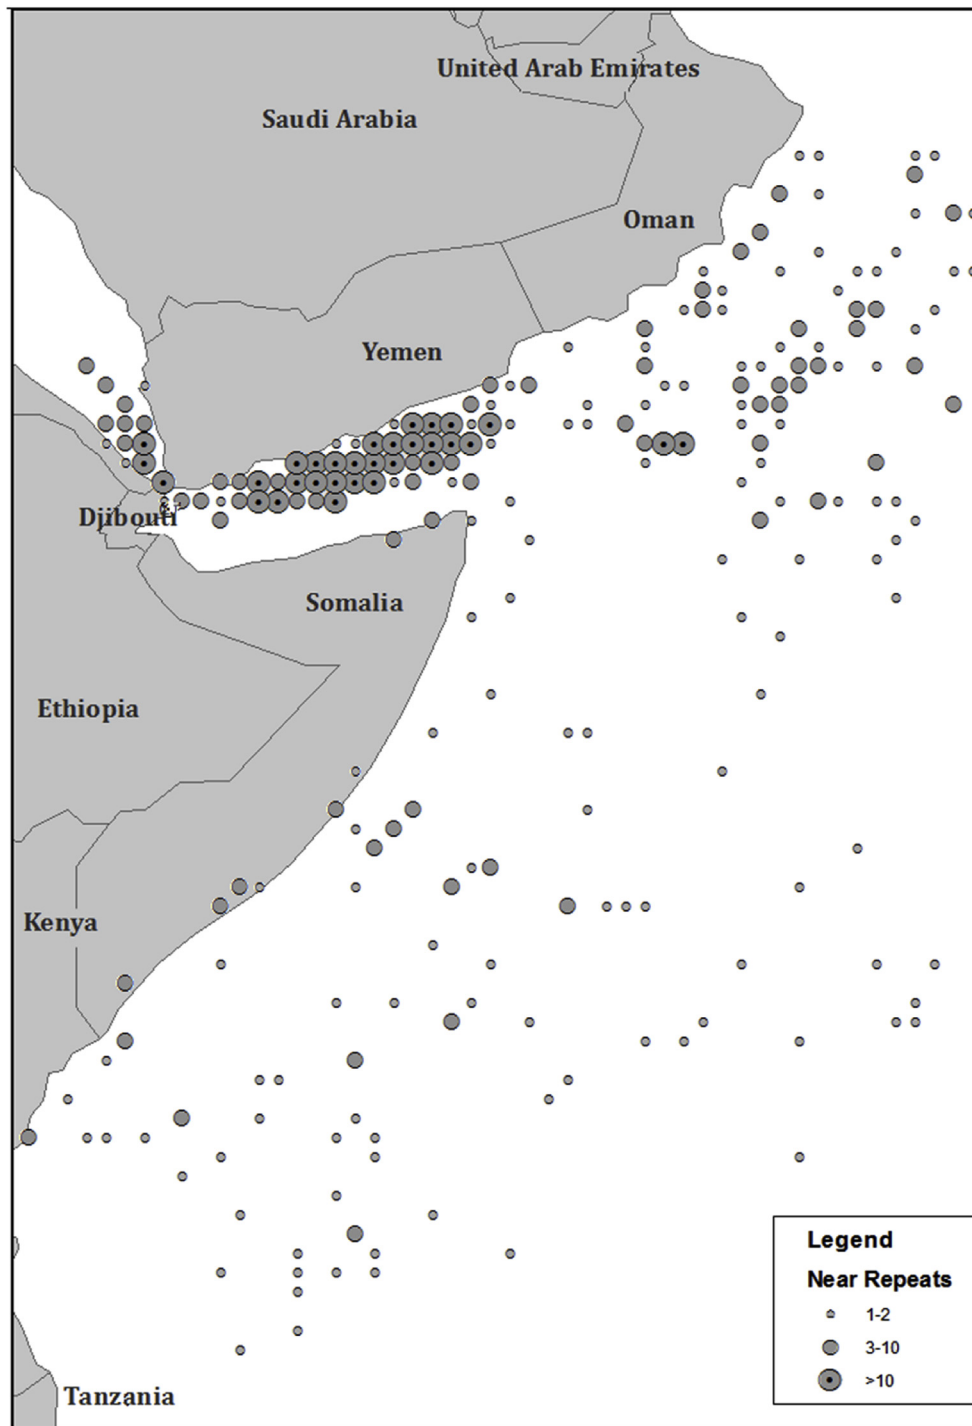 United Arab Emirates
Saudi Arabia
Oman
Yemen
Djibouti
Somalia
Ethiopia
Kenya
Tanzania
Legend
Near Repeats
1-2
3-10
>10